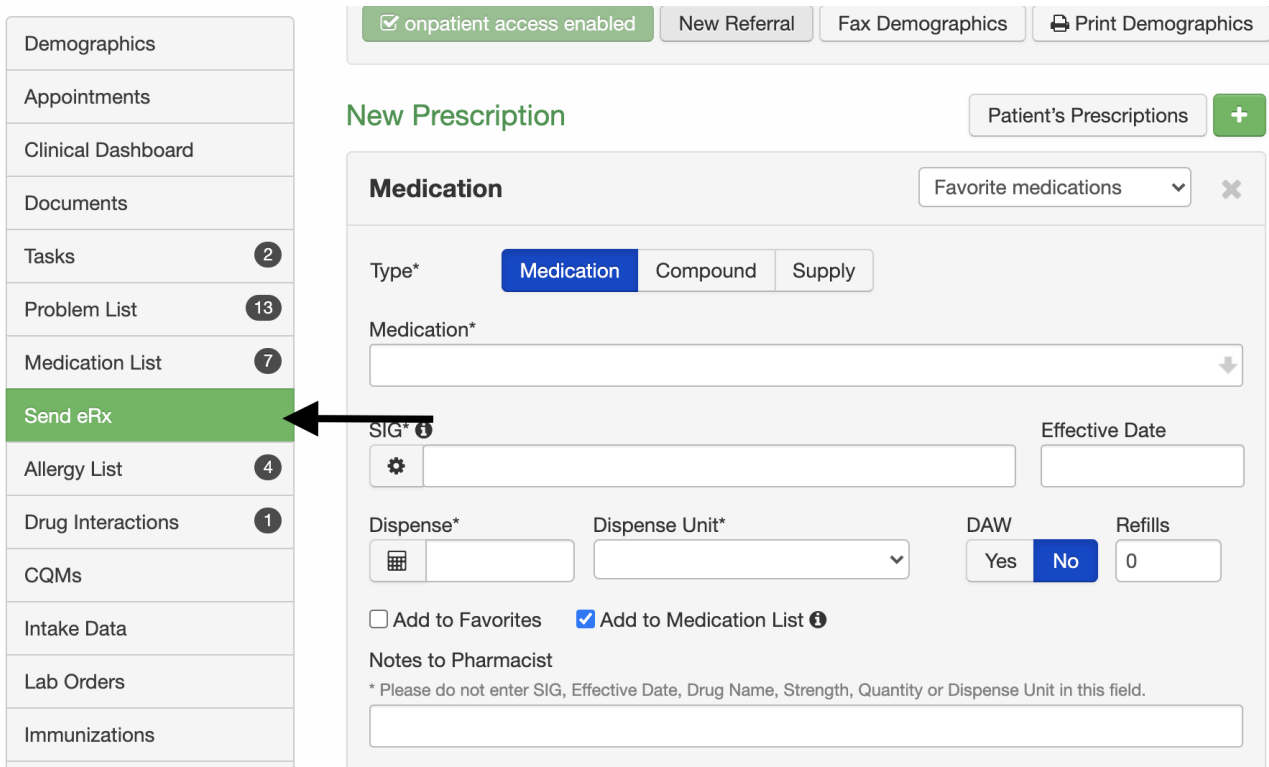 onpatient access enabled New Referral Fax Demographics Print Demographics
Demographics
Appointments
Clinical Dashboard
Documents
Tasks 2
Problem List 13
Medication List 7
Send eRx
Allergy List 4
Drug Interactions 1
CQMs
Intake Data
Lab Orders
Immunizations
New Prescription Patient's Prescriptions +
Medication Favorite medications
Type* Medication Compound Supply
Medication*
SIG* Effective Date
Dispense* Dispense Unit* DAW Refills
Yes No 0
Add to Favorites Add to Medication List
Notes to Pharmacist
* Please do not enter SIG, Effective Date, Drug Name, Strength, Quantity or Dispense Unit in this field.